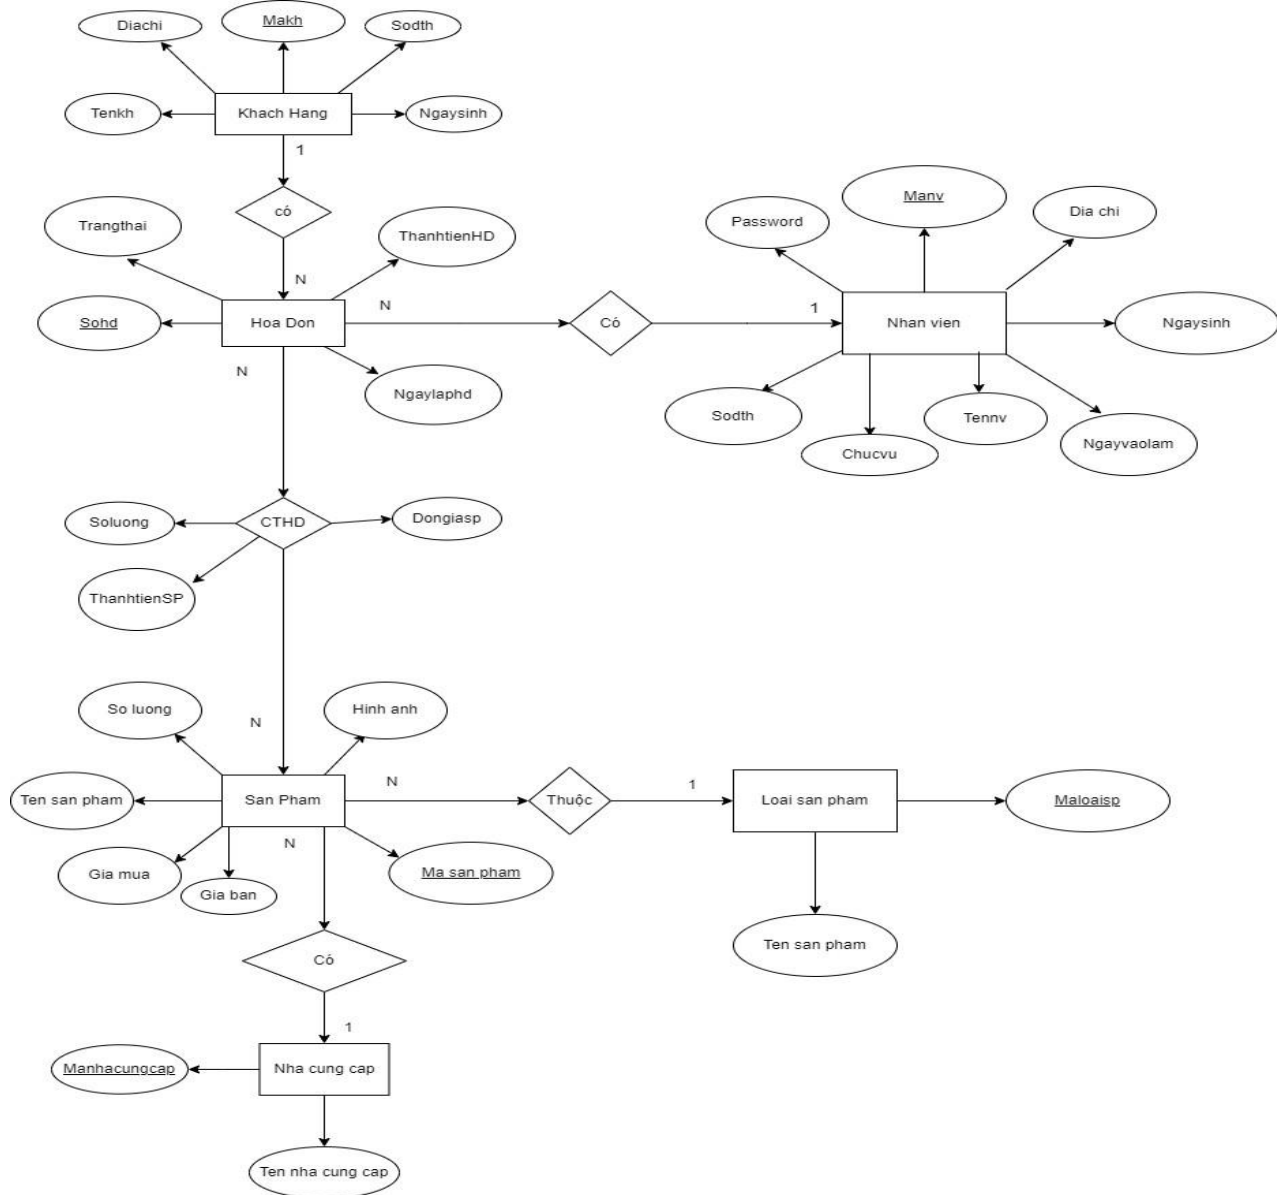 Diachi
Makh
Sodth
Tenkh
Khach Hang
Ngaysinh
1
có
Trangthai
ThanhtienHD
N
Sohd
Hoa Don
N
N
Ngaylaphd
Có
1
Password
Manv
Dia chi
Nhan vien
Ngaysinh
Sodth
Chucvu
Tennv
Ngayvaolam
Soluong
CTHD
Dongiasp
ThanhtienSP
N
So luong
Hinh anh
Ten san pham
San Pham
N
Thuộc
1
Loai san pham
Maloaisp
Gia mua
Gia ban
N
Ma san pham
Ten san pham
Có
1
Manhacungcap
Nha cung cap
Ten nha cung cap